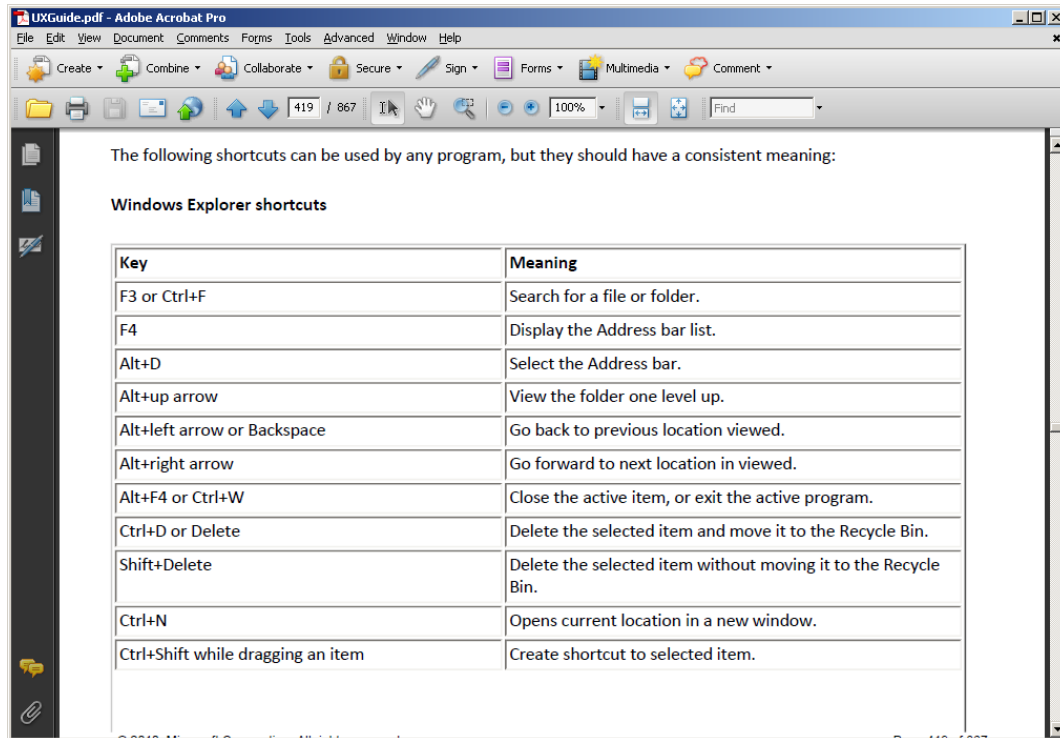 UXGuide.pdf - Adobe Acrobat Pro
File Edit View Document Comments Forms Tools Advanced Window Help
Create Combine Collaborate Secure Sign Forms Multimedia Comment
419 / 867 100% Find
The following shortcuts can be used by any program, but they should have a consistent meaning:
Windows Explorer shortcuts
Key Meaning
F3 or Ctrl+F Search for a file or folder.
F4 Display the Address bar list.
Alt+D Select the Address bar.
Alt+up arrow View the folder one level up.
Alt+left arrow or Backspace Go back to previous location viewed.
Alt+right arrow Go forward to next location in viewed.
Alt+F4 or Ctrl+W Close the active item, or exit the active program.
Ctrl+D or Delete Delete the selected item and move it to the Recycle Bin.
Shift+Delete Delete the selected item without moving it to the Recycle
Bin.
Ctrl+N Opens current location in a new window.
Ctrl+Shift while dragging an item Create shortcut to selected item.